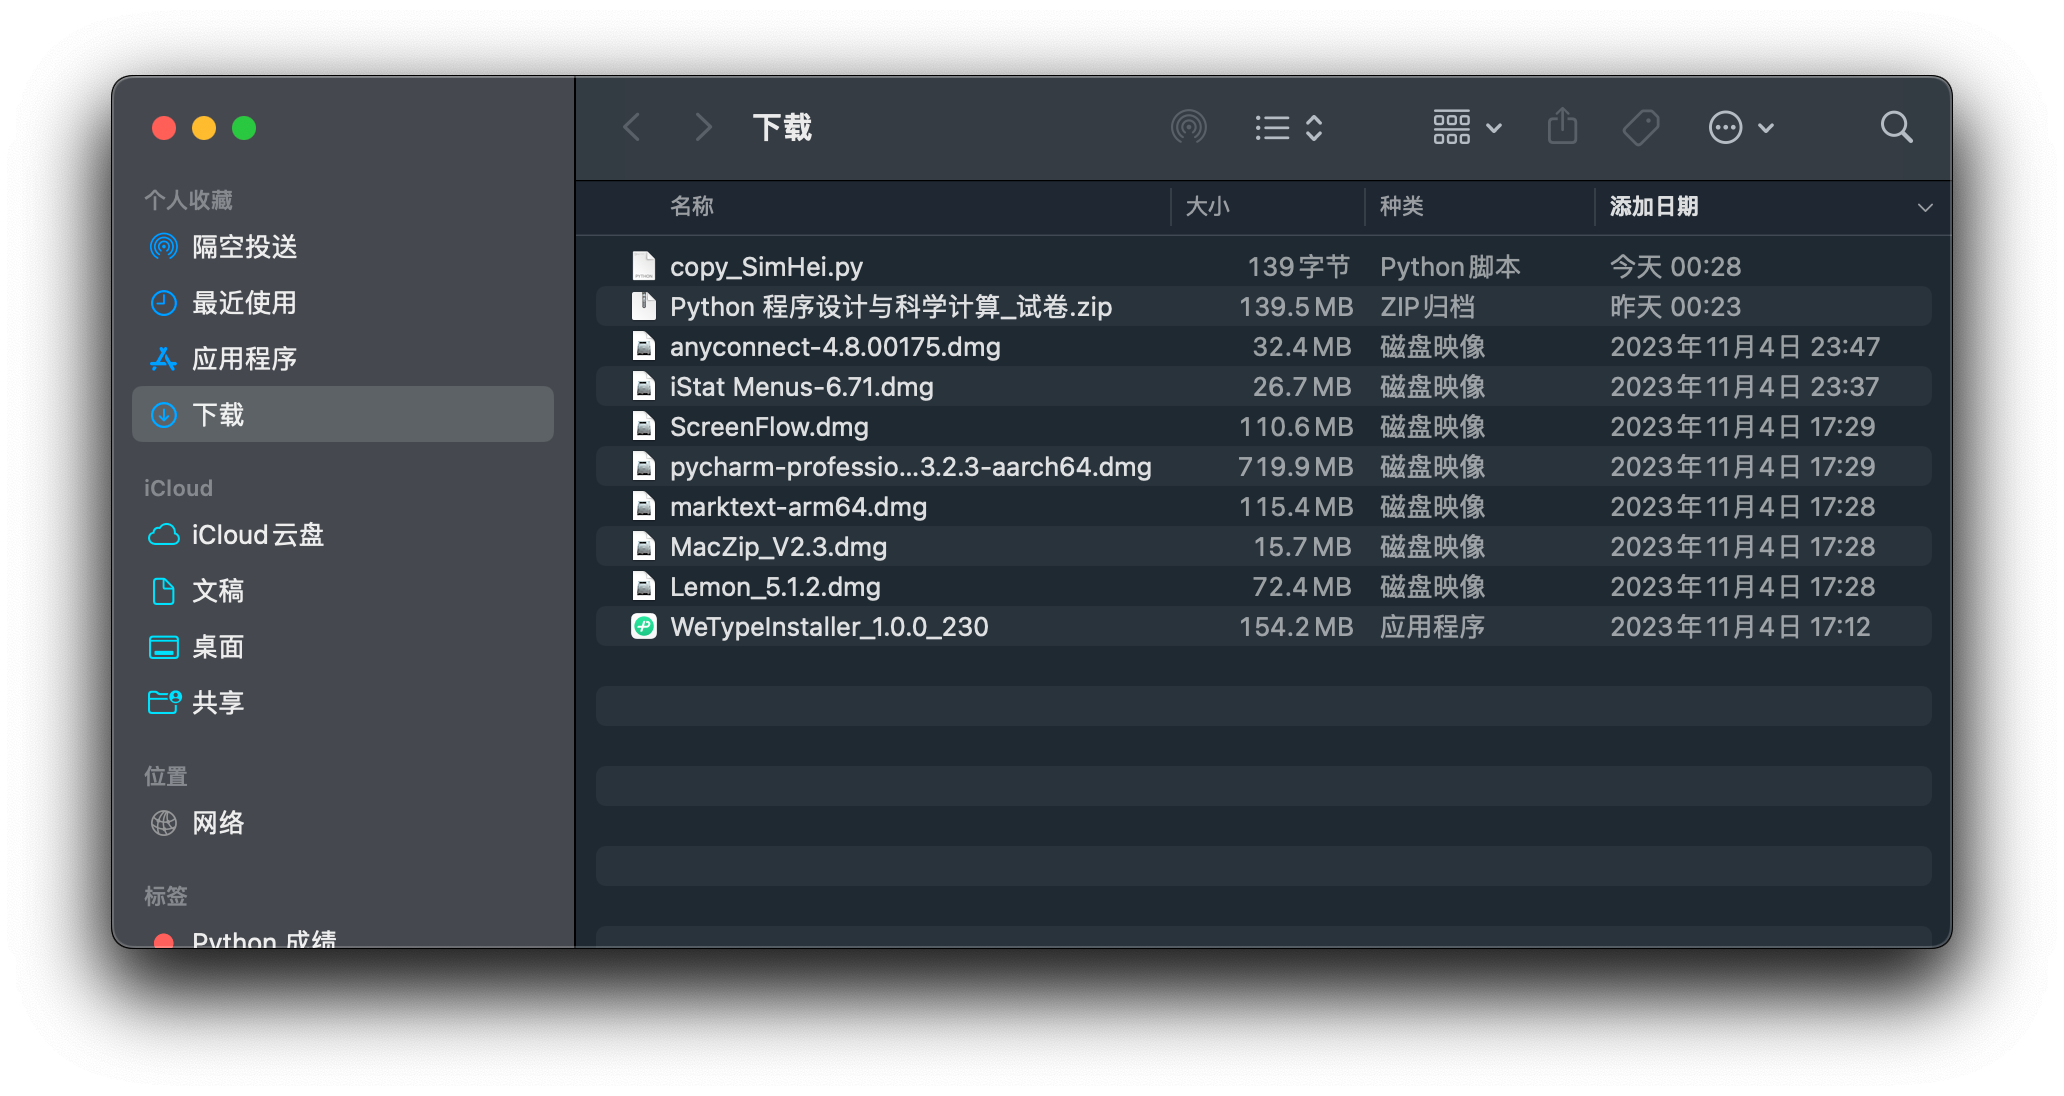 个人收藏
隔空投送
最近使用
应用程序
下载
iCloud
iCloud云盘
文稿
桌面
共享
位置
网络
标签
Python 成绩
下载
名称 大小 种类 添加日期
copy_SimHei.py 139字节 Python脚本 今天 00:28
Python 程序设计与科学计算_试卷.zip 139.5 MB ZIP归档 昨天 00:23
anyconnect-4.8.00175.dmg 32.4 MB 磁盘映像 2023年11月4日 23:47
iStat Menus-6.71.dmg 26.7 MB 磁盘映像 2023年11月4日 23:37
ScreenFlow.dmg 110.6 MB 磁盘映像 2023年11月4日 17:29
pycharm-professio...3.2.3-aarch64.dmg 719.9 MB 磁盘映像 2023年11月4日 17:29
marktext-arm64.dmg 115.4 MB 磁盘映像 2023年11月4日 17:28
MacZip_V2.3.dmg 15.7 MB 磁盘映像 2023年11月4日 17:28
Lemon_5.1.2.dmg 72.4 MB 磁盘映像 2023年11月4日 17:28
WeTypeInstaller_1.0.0_230 154.2 MB 应用程序 2023年11月4日 17:12